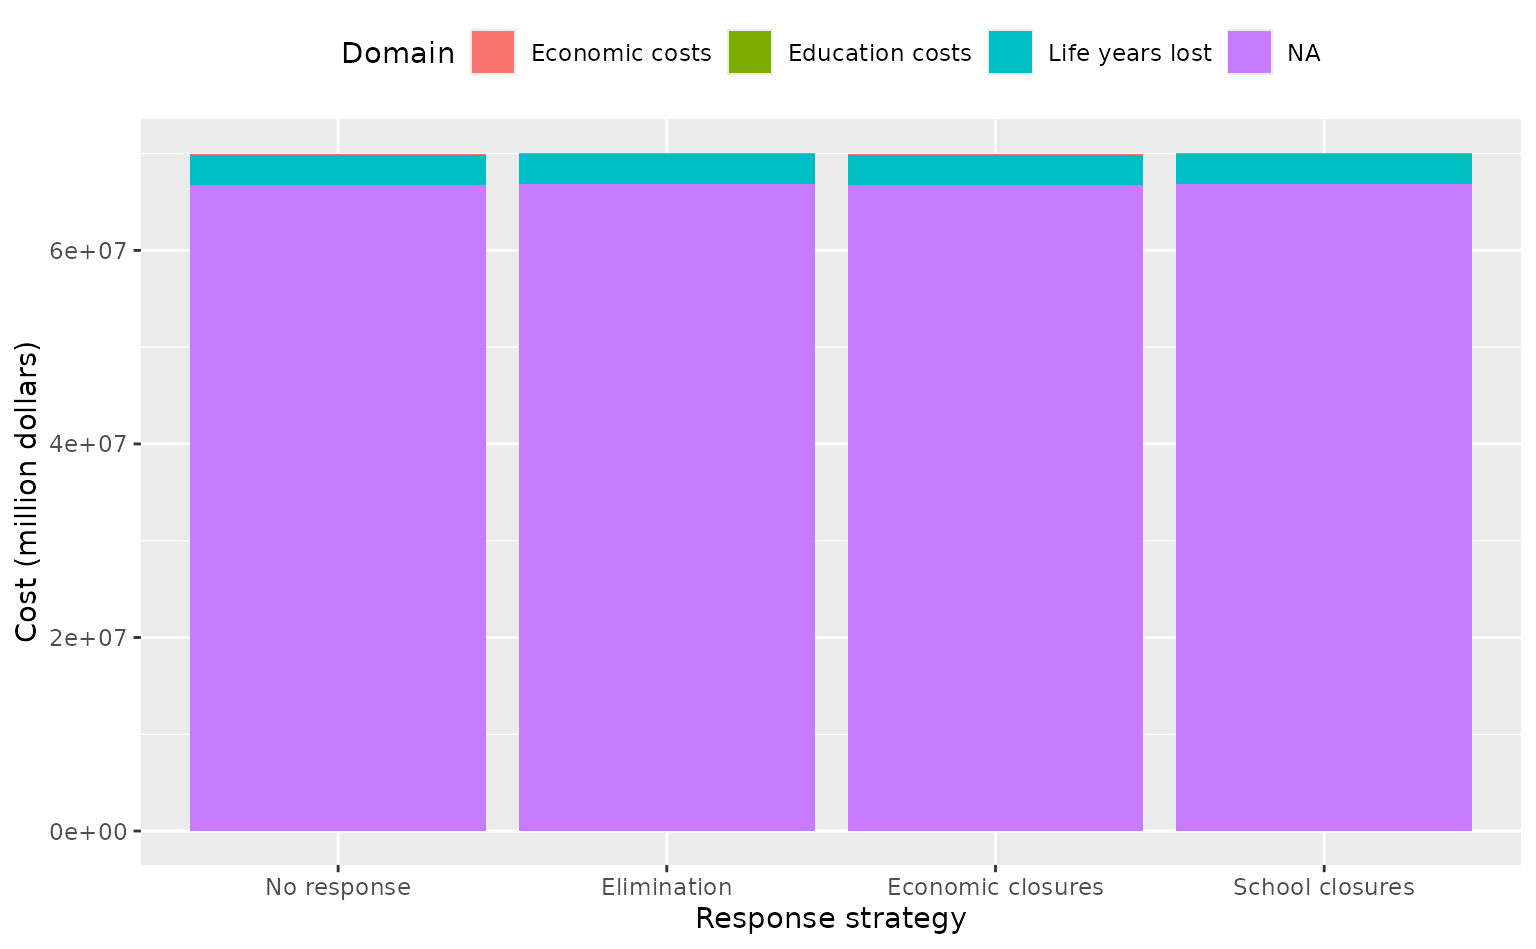 Domain Economic costs Education costs Life years lost NA
6e+07
4e+07
2e+07
0e+00
Cost (million dollars)
No response Elimination Economic closures School closures
Response strategy